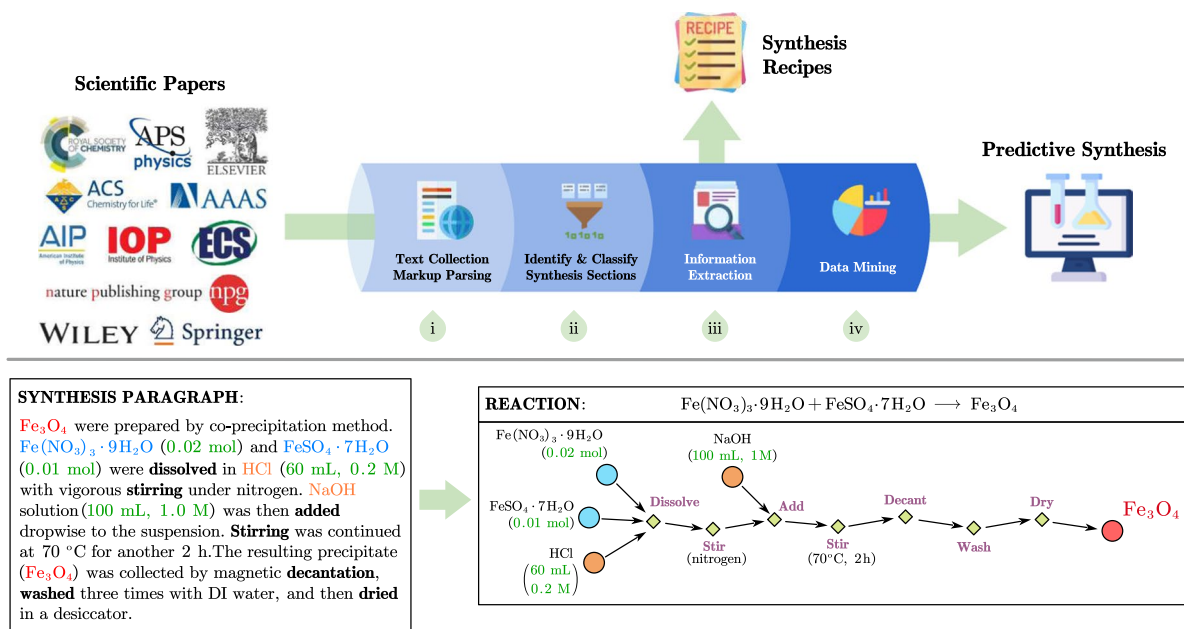 RECIPE
Synthesis
Recipes
Scientific Papers
ROYAL SOCIETY
OF CHEMISTRY
APS
physics
ELSEVIER
ACS
Chemistry for Life®
AAAS
AIP
American Institute
of Physics
IOP
Institute of Physics
ECS
nature publishing group npg
WILEY
Springer
Text Collection
Markup Parsing
Identify & Classify
Synthesis Sections
Information
Extraction
Data Mining
Predictive Synthesis
i
ii
iii
iv
SYNTHESIS PARAGRAPH:
Fe₃O₄ were prepared by co-precipitation method.
Fe(NO₃)₃ · 9H₂O (0.02 mol) and FeSO₄ · 7H₂O
(0.01 mol) were dissolved in HCl (60 mL, 0.2 M)
with vigorous stirring under nitrogen. NaOH
solution(100 mL, 1.0 M) was then added
dropwise to the suspension. Stirring was continued
at 70 °C for another 2 h.The resulting precipitate
(Fe₃O₄) was collected by magnetic decantation,
washed three times with DI water, and then dried
in a desiccator.
REACTION:
Fe(NO₃)₃·9H₂O+FeSO₄·7H₂O ⟶ Fe₃O₄
Fe(NO₃)₃ · 9H₂O
(0.02 mol)
FeSO₄ · 7H₂O
(0.01 mol)
HCl
(60 mL
0.2 M)
Dissolve
Stir
(nitrogen)
NaOH
(100 mL, 1M)
Add
Stir
(70°C, 2h)
Decant
Wash
Dry
Fe₃O₄